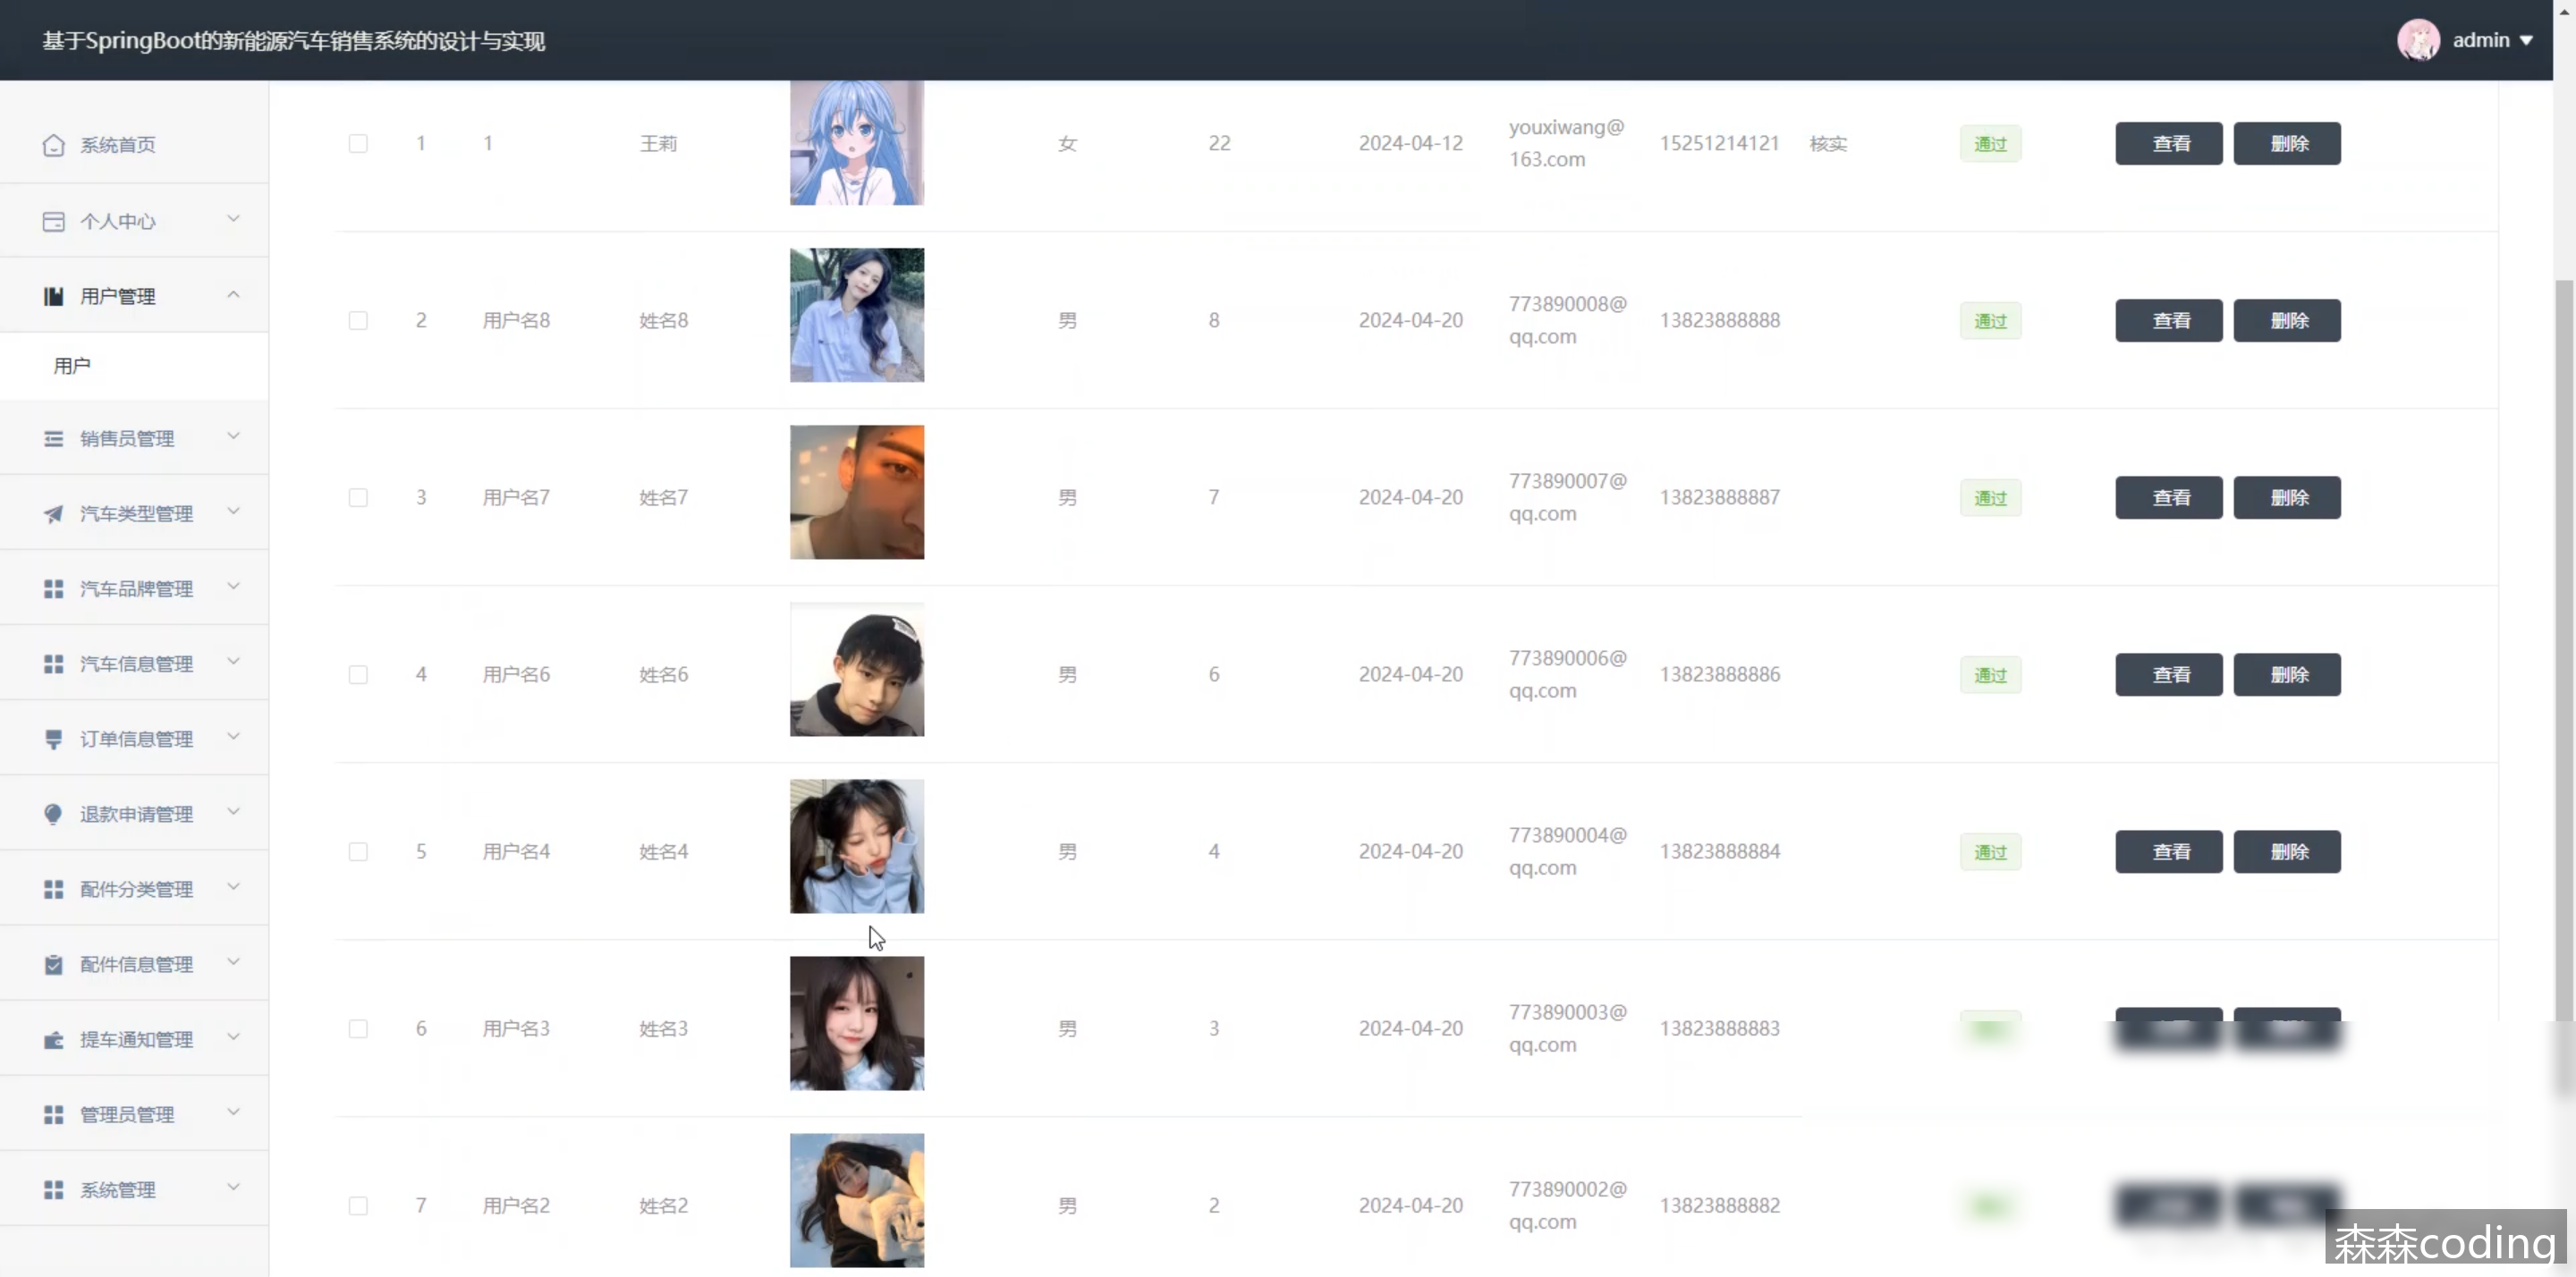 基于SpringBoot的新能源汽车销售系统的设计与实现
admin
系统首页
个人中心
用户管理
用户
销售员管理
汽车类型管理
汽车品牌管理
汽车信息管理
订单信息管理
退款申请管理
配件分类管理
配件信息管理
提车通知管理
管理员管理
系统管理
1 1 王莉 女 22 2024-04-12 youxiwang@ 15251214121 核实 通过 查看 删除
163.com
2 用户名8 姓名8 男 8 2024-04-20 773890008@ 13823888888 通过 查看 删除
qq.com
3 用户名7 姓名7 男 7 2024-04-20 773890007@ 13823888887 通过 查看 删除
qq.com
4 用户名6 姓名6 男 6 2024-04-20 773890006@ 13823888886 通过 查看 删除
qq.com
5 用户名4 姓名4 男 4 2024-04-20 773890004@ 13823888884 通过 查看 删除
qq.com
6 用户名3 姓名3 男 3 2024-04-20 773890003@ 13823888883
qq.com
7 用户名2 姓名2 男 2 2024-04-20 773890002@ 13823888882
qq.com
森森coding